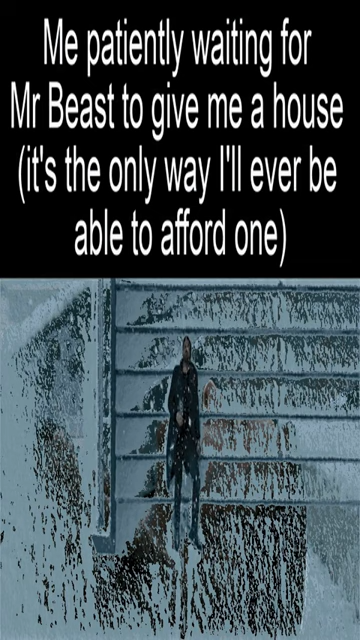 Me patiently waiting for
Mr Beast to give me a house
(it's the only way I'll ever be
able to afford one)